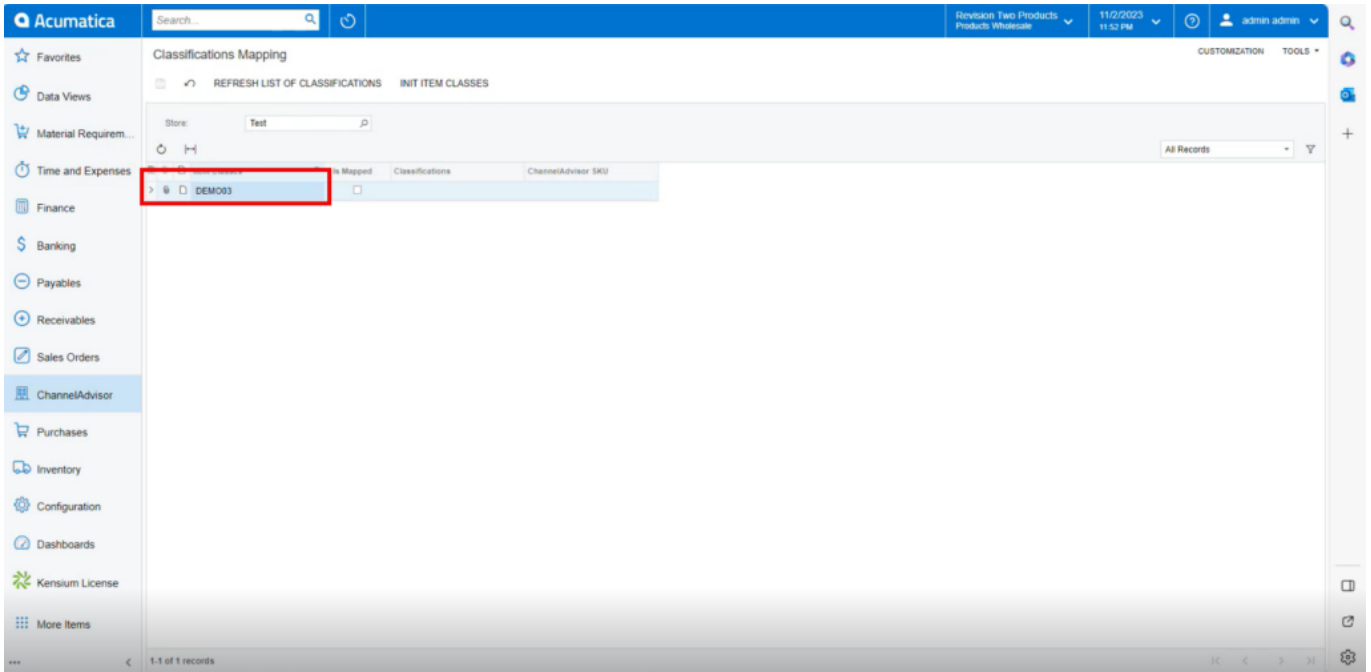 Acumatica
Search...
Revision Two Products
Products Wholesale
11/2/2023
11:52 PM
admin admin
Favorites
Data Views
Material Requirem...
Time and Expenses
Finance
Banking
Payables
Receivables
Sales Orders
ChannelAdvisor
Purchases
Inventory
Configuration
Dashboards
Kensium License
More Items
Classifications Mapping
CUSTOMIZATION TOOLS
REFRESH LIST OF CLASSIFICATIONS INIT ITEM CLASSES
Store: Test
All Records
Is Mapped Classifications ChannelAdvisor SKU
DEMO03
1-1 of 1 records